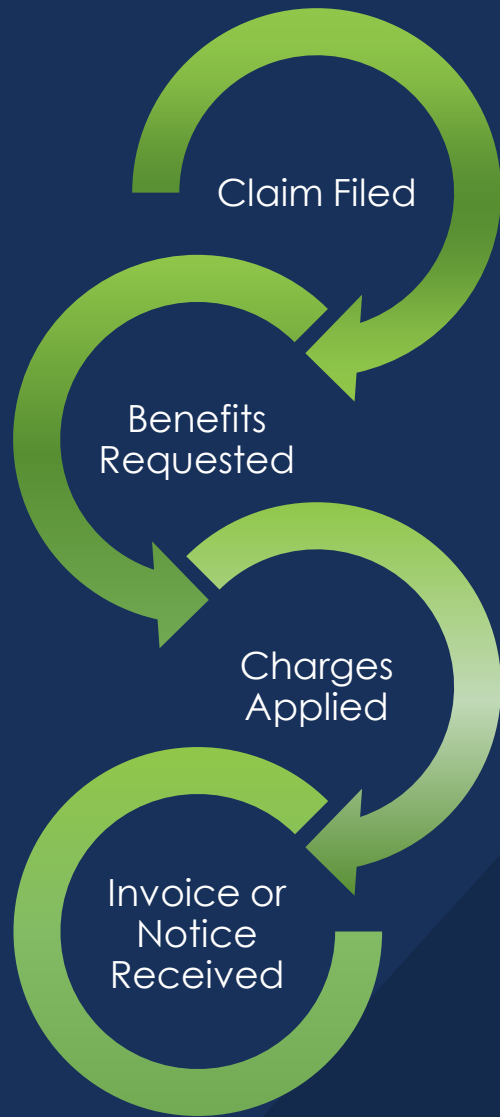 Claim Filed
Benefits
Requested
Charges
Applied
Invoice or
Notice
Received